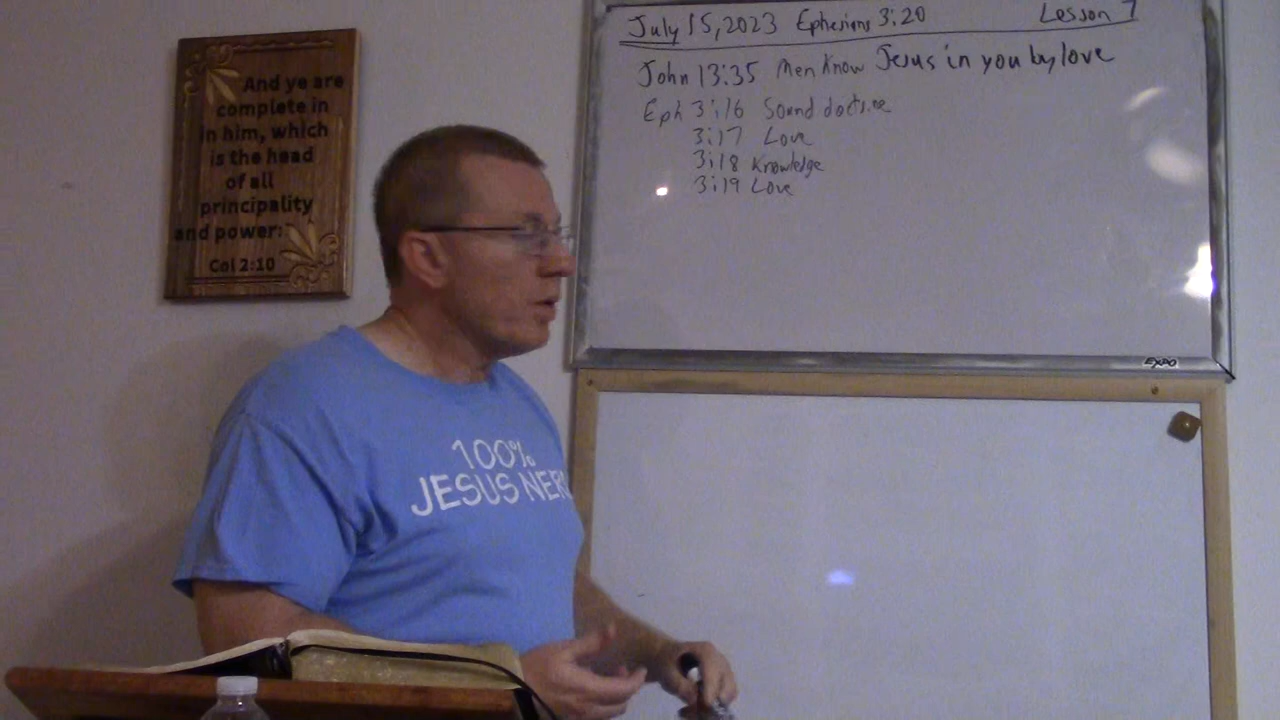 And ye are
complete in
in him, which
is the head
of all
principality
and power:
Col 2:10
July 15, 2023 Ephesians 3:20 Lesson 7
John 13:35 Men Know Jesus in you by love
Eph 3:16 Sound doctrine
3:17 Love
3:18 Knowledge
3:19 Love
EXPO
100%
JESUS NER